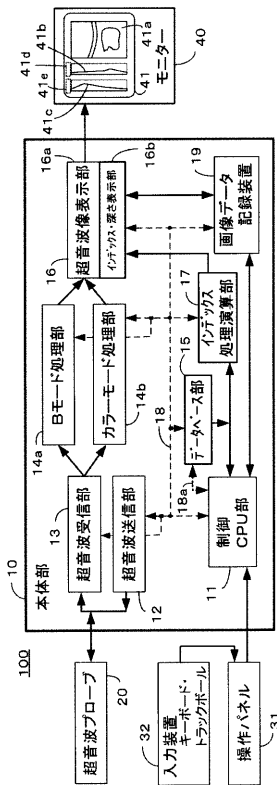 100
10
本体部
超音波プローブ
20
入力装置
キーボード・
トラックボール
32
操作パネル
31
超音波受信部
13
超音波送信部
12
Bモード処理部
14a
カラーモード処理部
14b
16
16a
超音波像表示部
16b
インデックス・深さ表示部
15
データベース部
18
18a
制御
CPU部
11
インデックス
処理演算部
17
19
画像データ
記録装置
モニター
40
41
41a
41b
41c
41d
41e